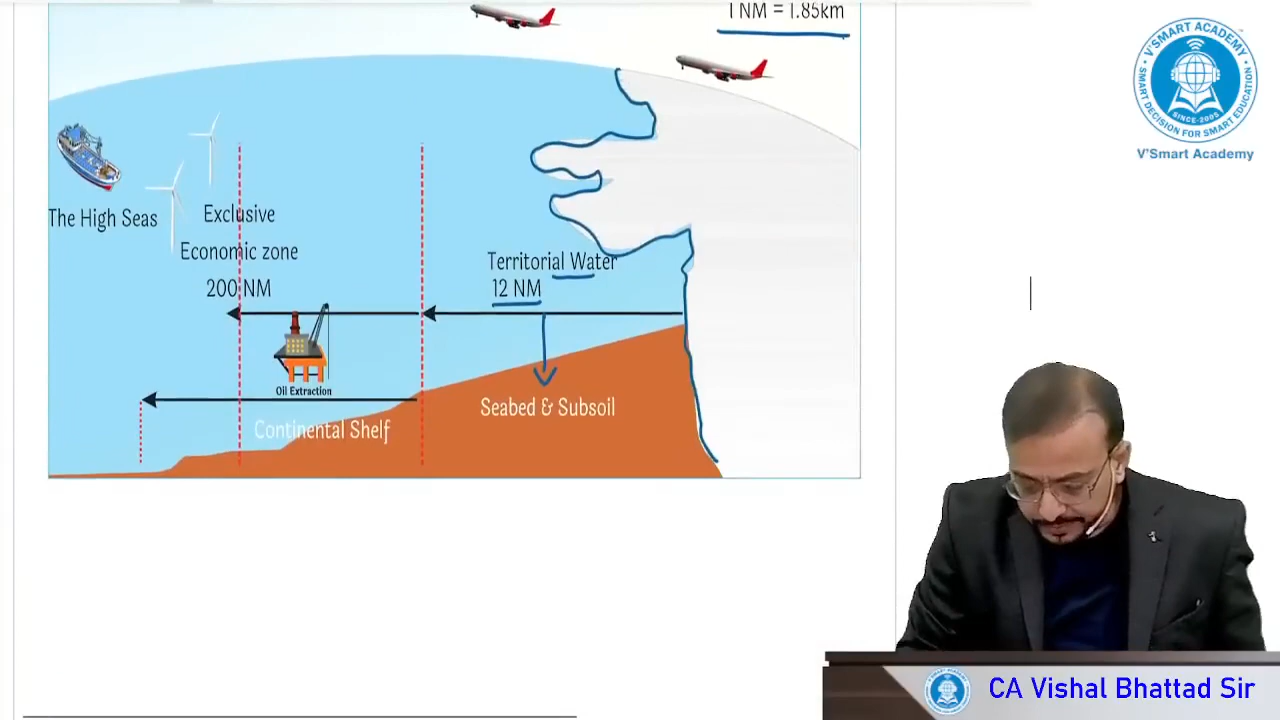 1 NM = 1.85km
V'SMART ACADEMY
SMART DECISION FOR SMART EDUCATION
SINCE-2005
V'Smart Academy
The High Seas
Exclusive
Economic zone
200 NM
Territorial Water
12 NM
Oil Extraction
Continental Shelf
Seabed & Subsoil
CA Vishal Bhattad Sir